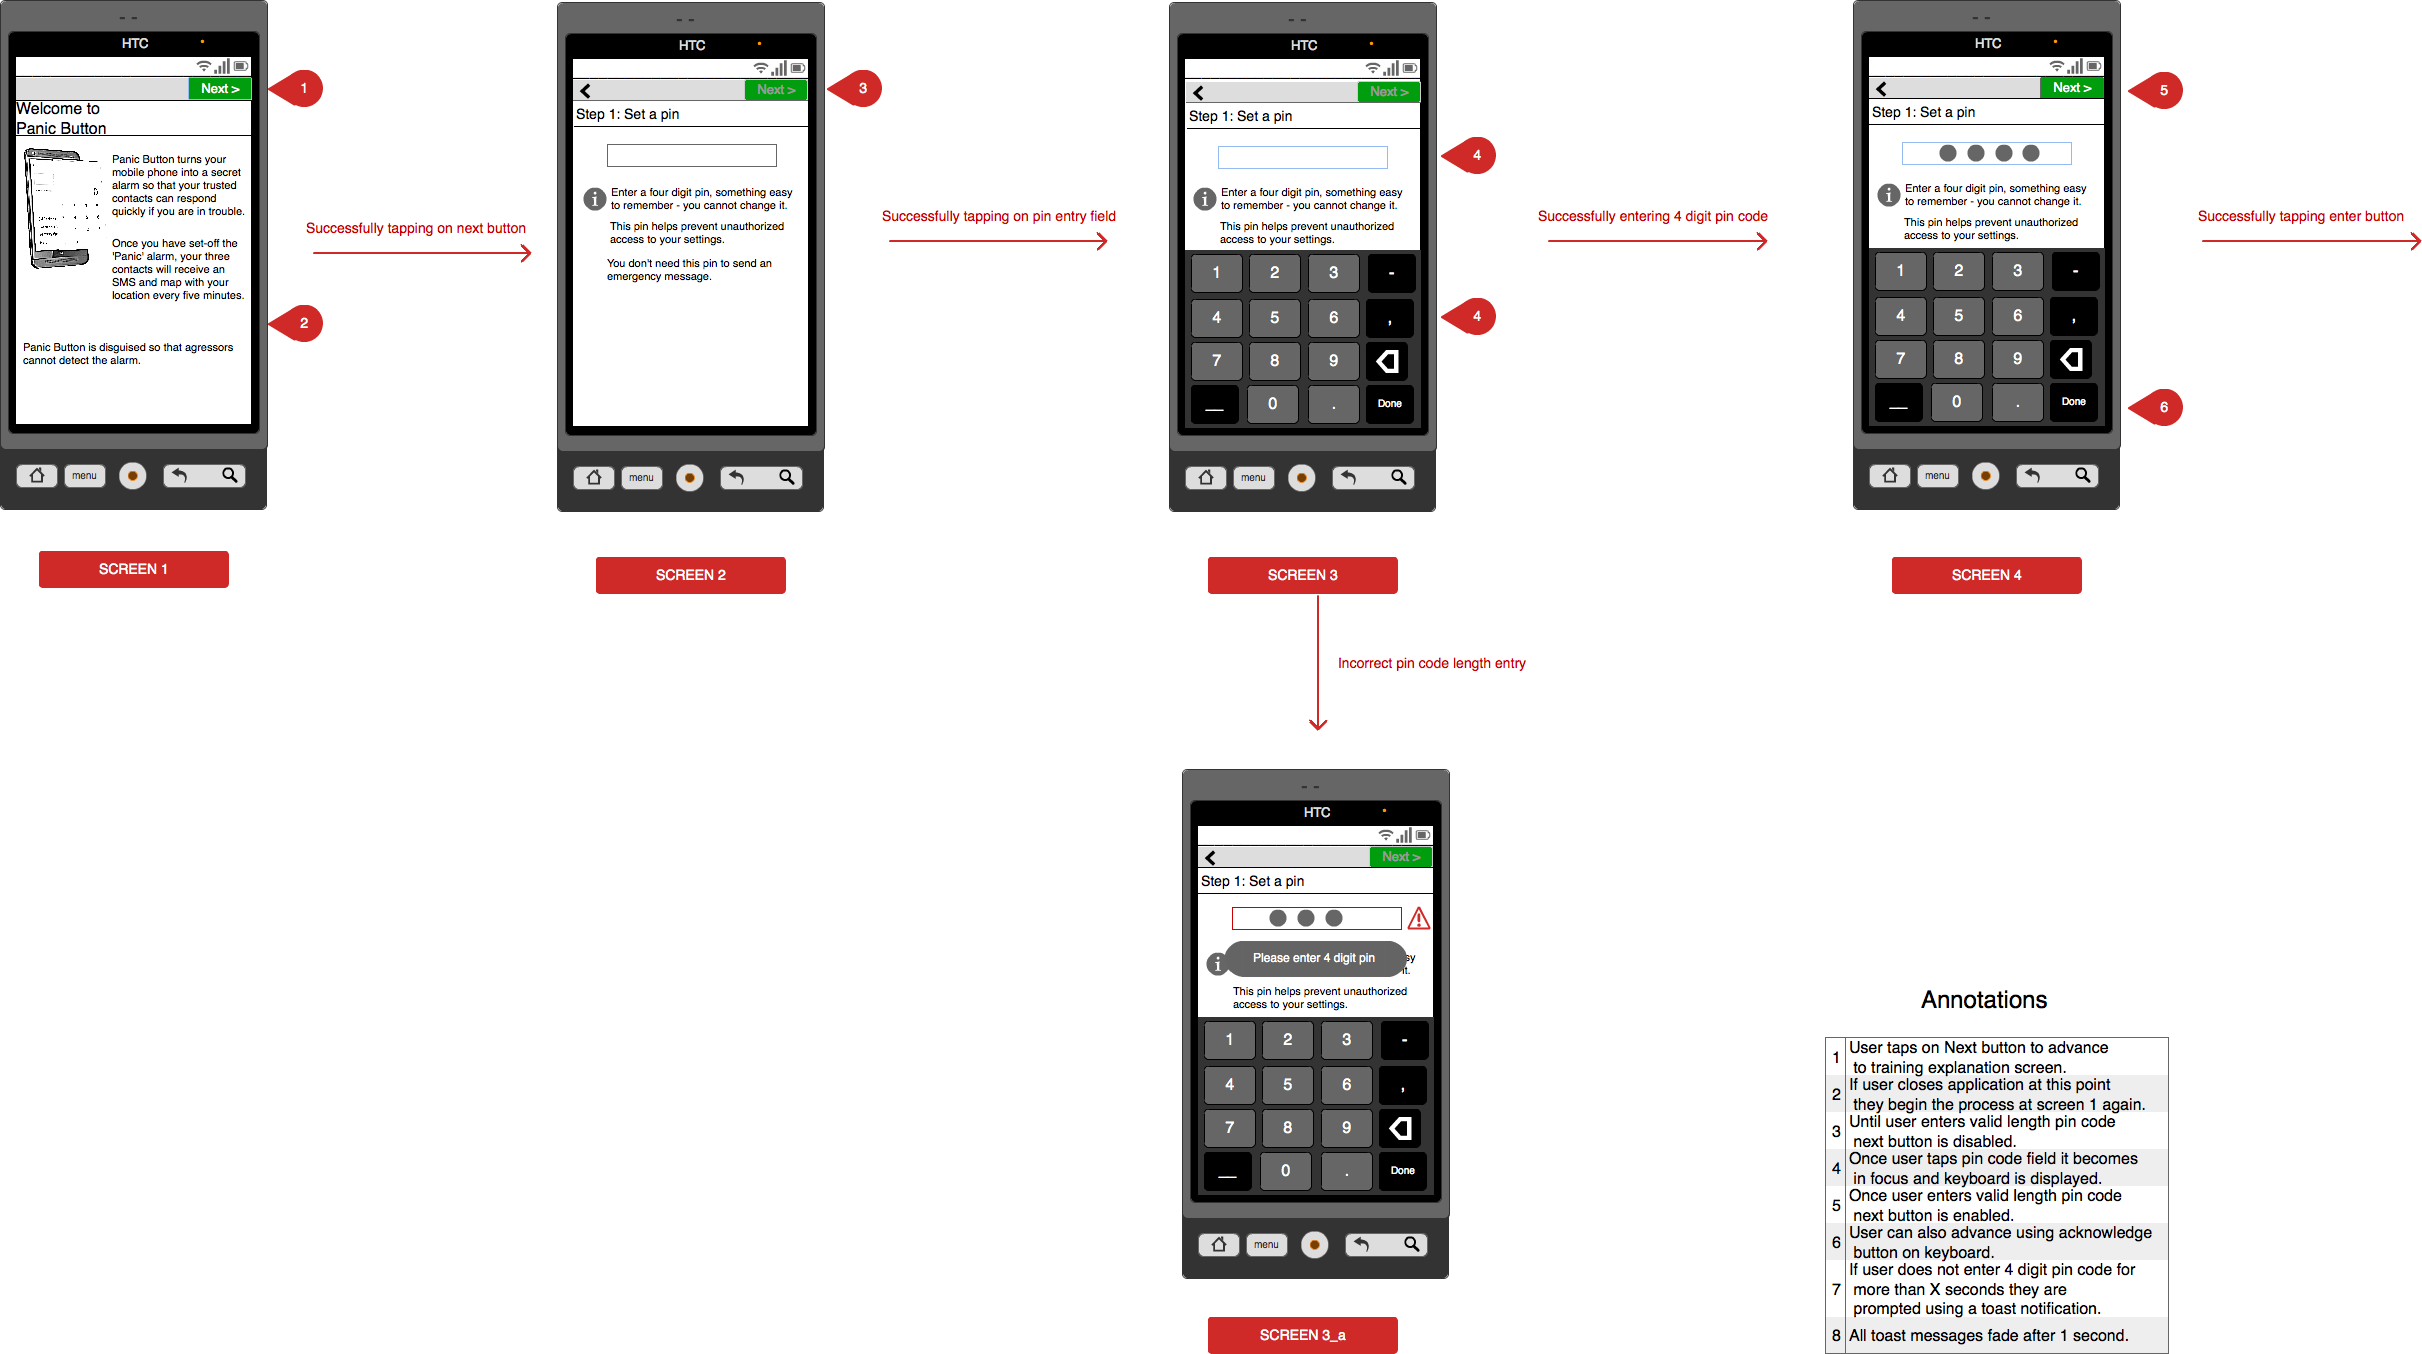 HTC
Next >
Welcome to
Panic Button
Panic Button turns your
mobile phone into a secret
alarm so that your trusted
contacts can respond
quickly if you are in trouble.
Once you have set-off the
'Panic' alarm, your three
contacts will receive an
SMS and map with your
location every five minutes.
Panic Button is disguised so that agressors
cannot detect the alarm.
menu
1
2
SCREEN 1
Successfully tapping on next button
HTC
Next >
Step 1: Set a pin
Enter a four digit pin, something easy
to remember - you cannot change it.
This pin helps prevent unauthorized
access to your settings.
You don't need this pin to send an
emergency message.
menu
3
SCREEN 2
Successfully tapping on pin entry field
HTC
Next >
Step 1: Set a pin
Enter a four digit pin, something easy
to remember - you cannot change it.
This pin helps prevent unauthorized
access to your settings.
1 2 3 -
4 5 6 ,
7 8 9
__ 0 . Done
menu
4
4
SCREEN 3
Successfully entering 4 digit pin code
HTC
Next >
Step 1: Set a pin
Enter a four digit pin, something easy
to remember - you cannot change it.
This pin helps prevent unauthorized
access to your settings.
1 2 3 -
4 5 6 ,
7 8 9
__ 0 . Done
menu
5
6
SCREEN 4
Successfully tapping enter button
Incorrect pin code length entry
HTC
Next >
Step 1: Set a pin
Please enter 4 digit pin
sy
it.
This pin helps prevent unauthorized
access to your settings.
1 2 3 -
4 5 6 ,
7 8 9
__ 0 . Done
menu
SCREEN 3_a
Annotations
1 User taps on Next button to advance
to training explanation screen.
2 If user closes application at this point
they begin the process at screen 1 again.
3 Until user enters valid length pin code
next button is disabled.
4 Once user taps pin code field it becomes
in focus and keyboard is displayed.
5 Once user enters valid length pin code
next button is enabled.
6 User can also advance using acknowledge
button on keyboard.
7 If user does not enter 4 digit pin code for
more than X seconds they are
prompted using a toast notification.
8 All toast messages fade after 1 second.